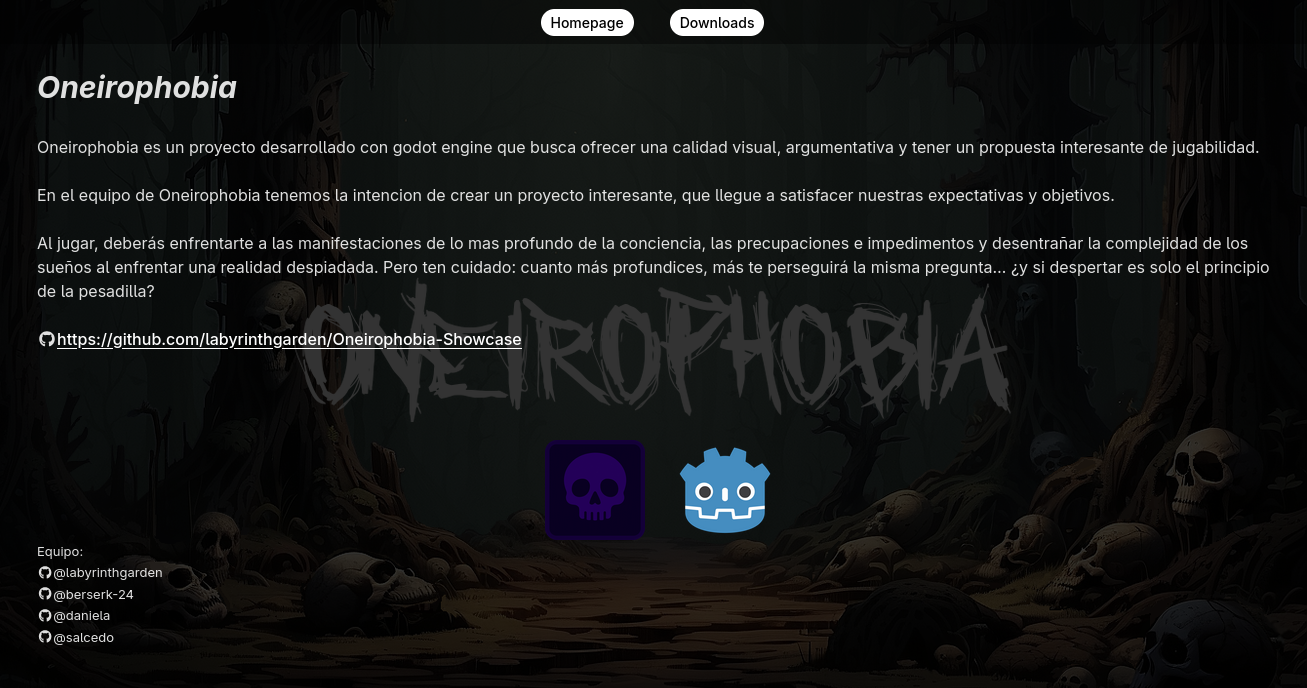 Homepage Downloads
Oneirophobia
Oneirophobia es un proyecto desarrollado con godot engine que busca ofrecer una calidad visual, argumentativa y tener un propuesta interesante de jugabilidad.
En el equipo de Oneirophobia tenemos la intencion de crear un proyecto interesante, que llegue a satisfacer nuestras expectativas y objetivos.
Al jugar, deberás enfrentarte a las manifestaciones de lo mas profundo de la conciencia, las precupaciones e impedimentos y desentrañar la complejidad de los
sueños al enfrentar una realidad despiadada. Pero ten cuidado: cuanto más profundices, más te perseguirá la misma pregunta... ¿y si despertar es solo el principio
de la pesadilla?
https://github.com/labyrinthgarden/Oneirophobia-Showcase
ONEIROPHOBIA
Equipo:
@labyrinthgarden
@berserk-24
@daniela
@salcedo